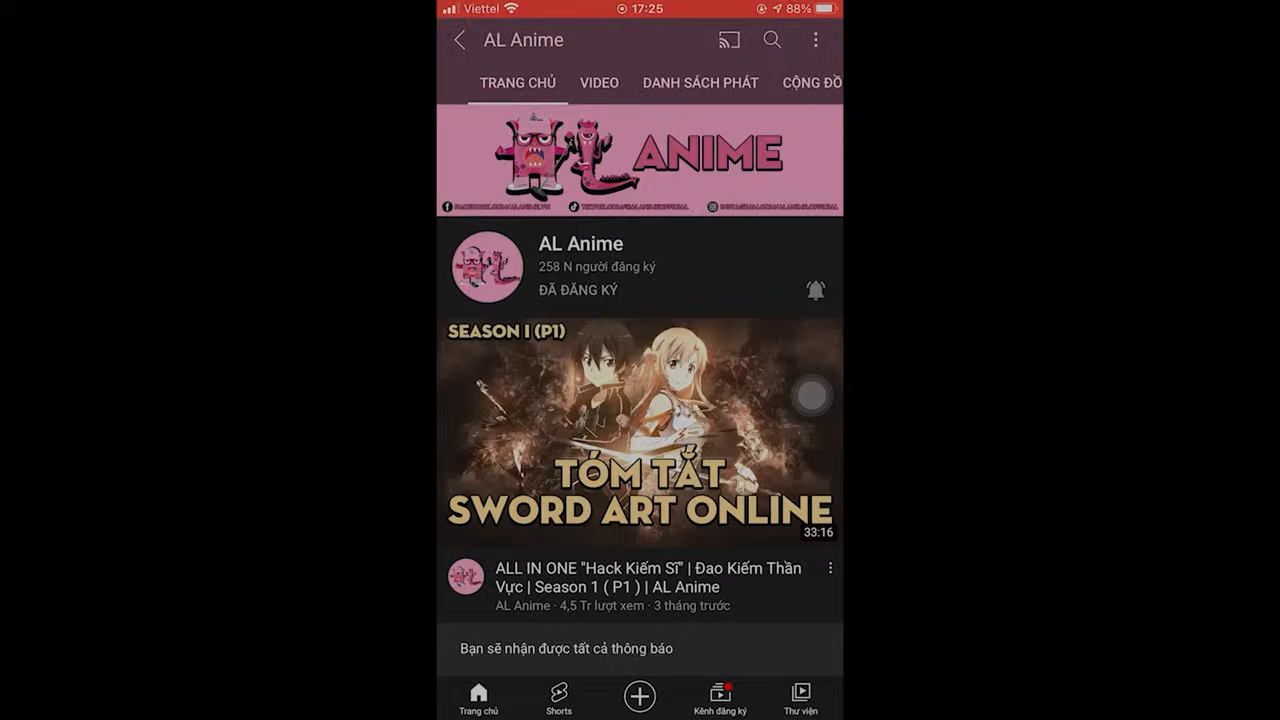 Viettel 17:25 88%
AL Anime
TRANG CHỦ VIDEO DANH SÁCH PHÁT CỘNG ĐỒ
ANIME
AL Anime
258 N người đăng ký
ĐÃ ĐĂNG KÝ
SEASON I (P1)
TÓM TẮT
SWORD ART ONLINE
33:16
ALL IN ONE "Hack Kiếm Sĩ" | Đao Kiếm Thần
Vực | Season 1 ( P1 ) | AL Anime
AL Anime · 4,5 Tr lượt xem · 3 tháng trước
Bạn sẽ nhận được tất cả thông báo
Trang chủ Shorts Kênh đăng ký Thư viện